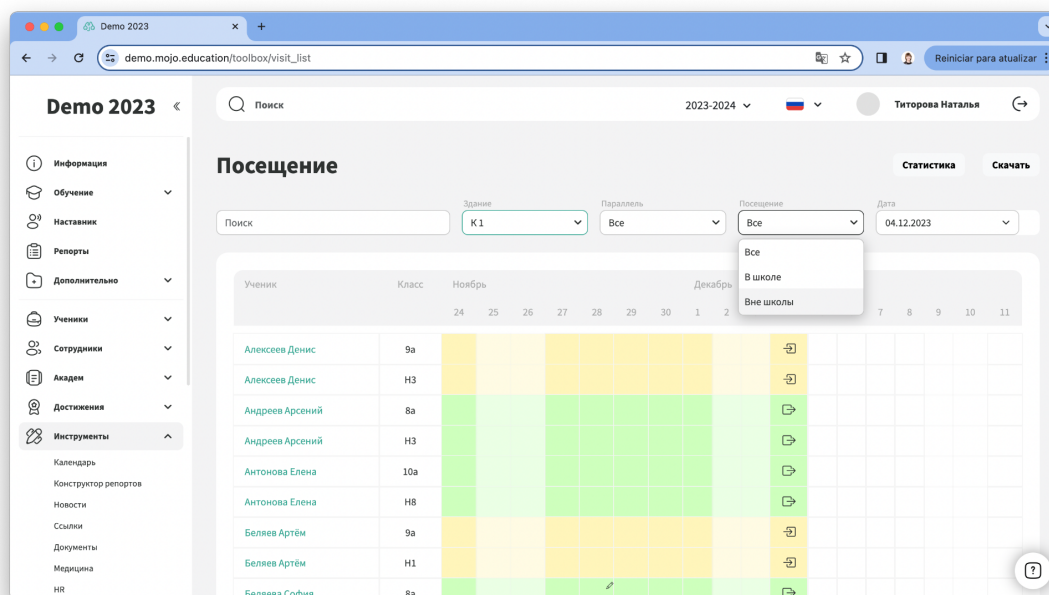 Demo 2023
demo.mojo.education/toolbox/visit_list
Reiniciar para atualizar
Demo 2023
Поиск
2023-2024
Титорова Наталья
Информация
Обучение
Наставник
Репорты
Дополнительно
Ученики
Сотрудники
Академ
Достижения
Инструменты
Календарь
Конструктор репортов
Новости
Ссылки
Документы
Медицина
HR
Посещение
Статистика
Скачать
Здание
Параллель
Посещение
Дата
Поиск
К 1
Все
Все
04.12.2023
Все
В школе
Вне школы
Ученик Класс Ноябрь Декабрь
24 25 26 27 28 29 30 1 2 7 8 9 10 11
Алексеев Денис 9а
Алексеев Денис Н3
Андреев Арсений 8а
Андреев Арсений Н3
Антонова Елена 10а
Антонова Елена Н8
Беляев Артём 9а
Беляев Артём Н1
Беляева София 8а
?